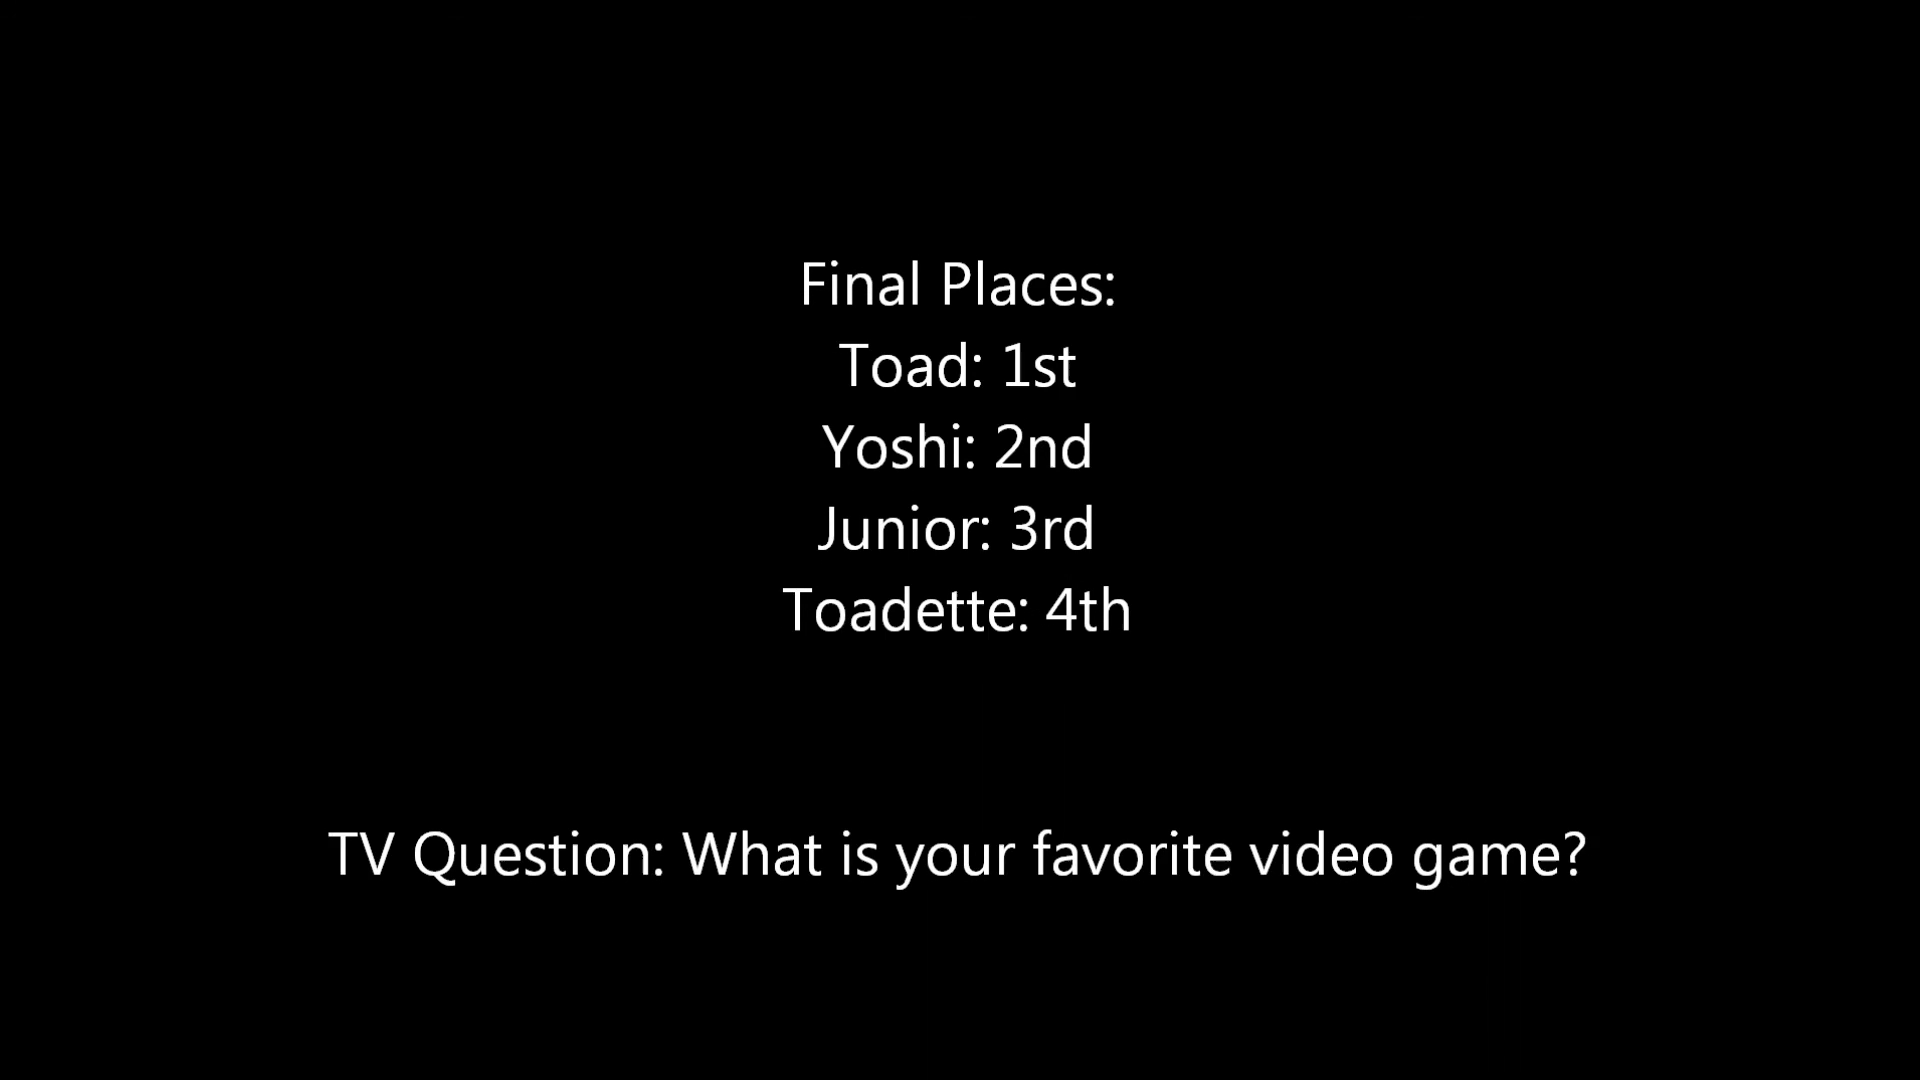 Final Places:
Toad: 1st
Yoshi: 2nd
Junior: 3rd
Toadette: 4th
TV Question: What is your favorite video game?